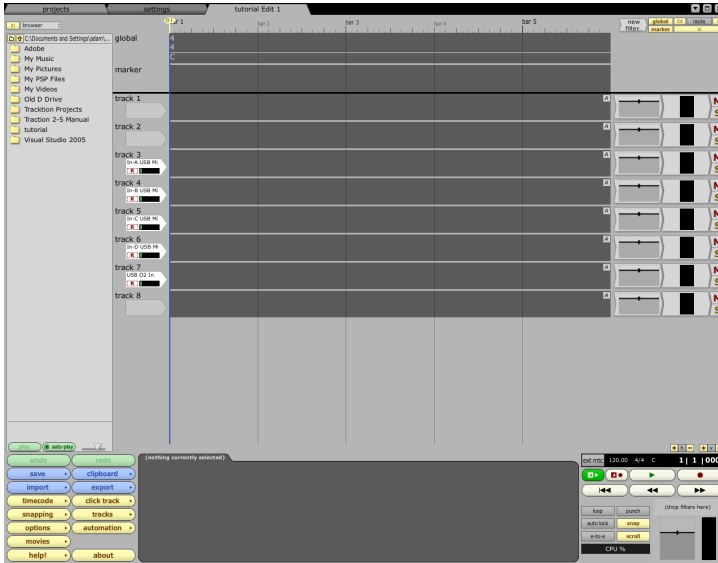 projects
settings
tutorial Edit 1
browser
C:\Documents and Settings\adam\...
Adobe
My Music
My Pictures
My PSP Files
My Videos
Old D Drive
Tracktion Projects
Traction 2-5 Manual
tutorial
Visual Studio 2005
bar 2
bar 3
bar 4
bar 5
new
filter..
global
racks
marker
global
4
4
C
marker
track 1
A
track 2
A
track 3
A
In-A USB Mi
R
track 4
A
In-B USB Mi
R
track 5
A
In-C USB Mi
R
track 6
A
In-D USB Mi
R
track 7
A
USB O2 In
R
track 8
A
play
auto-play
undo
redo
save
clipboard
import
export
timecode
click track
snapping
tracks
options
automation
movies
help!
about
(nothing currently selected)
h
v
ext mtc
120.00
4/4
C
1| 1 |000
loop
punch
(drop filters here)
auto lock
snap
e-to-e
scroll
CPU %